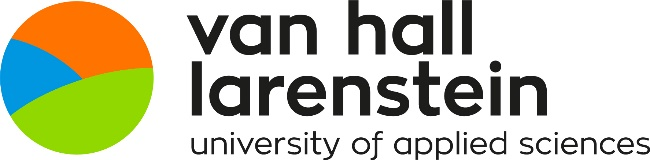 van hall
larenstein
university of applied sciences